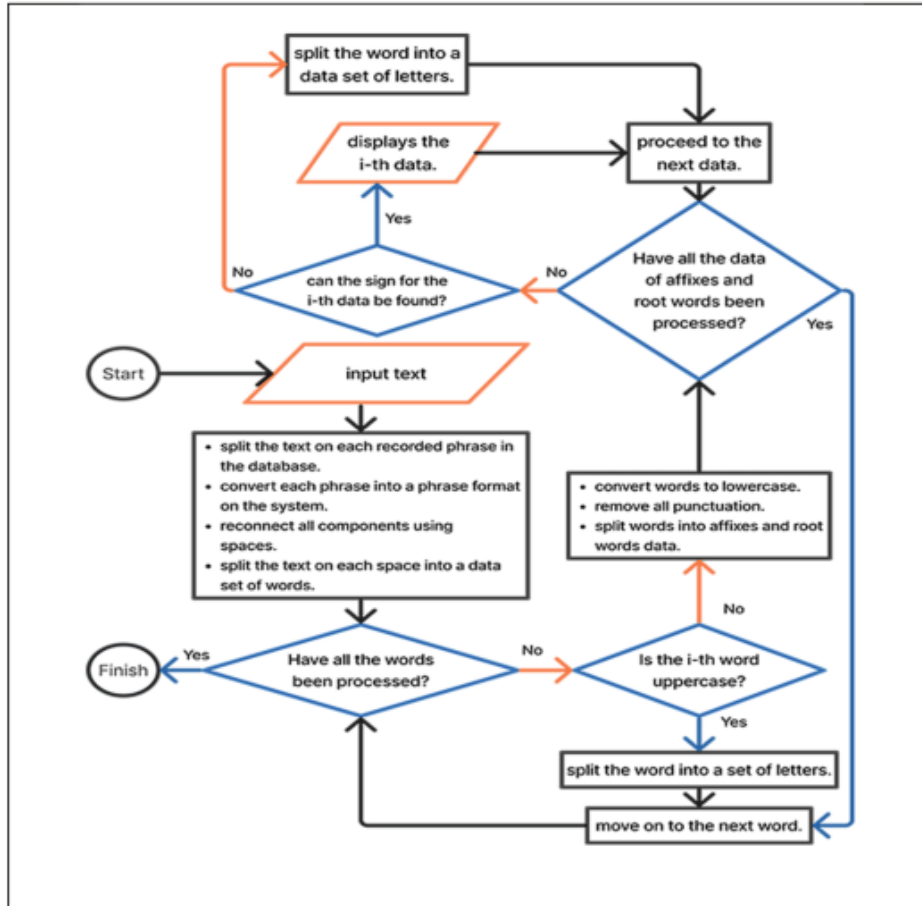 split the word into a
data set of letters.
displays the
i-th data.
proceed to the
next data.
Yes
No
can the sign for the
i-th data be found?
No
Have all the data
of affixes and
root words been
processed?
Yes
Start
input text
• split the text on each recorded phrase in
the database.
• convert each phrase into a phrase format
on the system.
• reconnect all components using
spaces.
• split the text on each space into a data
set of words.
• convert words to lowercase.
• remove all punctuation.
• split words into affixes and root
words data.
No
Finish
Yes
Have all the words
been processed?
No
Is the i-th word
uppercase?
Yes
split the word into a set of letters.
move on to the next word.